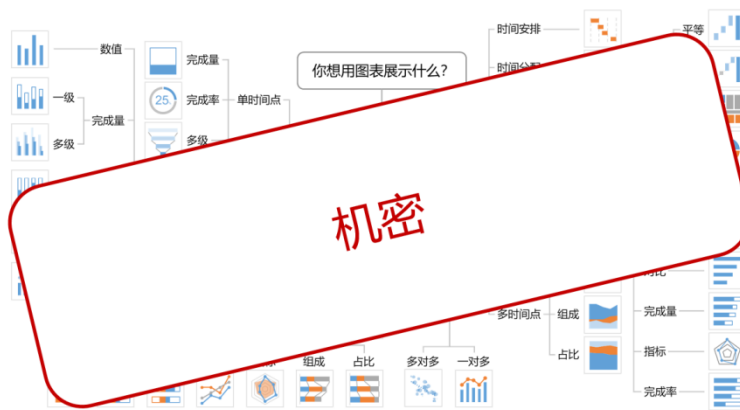 时间安排
平等
数值
完成量
你想用图表展示什么?
时间分配
一级
25
完成率
单时间点
完成量
多级
多级
机密
对比
多时间点
组成
完成量
占比
指标
组成
占比
多对多
一对多
完成率